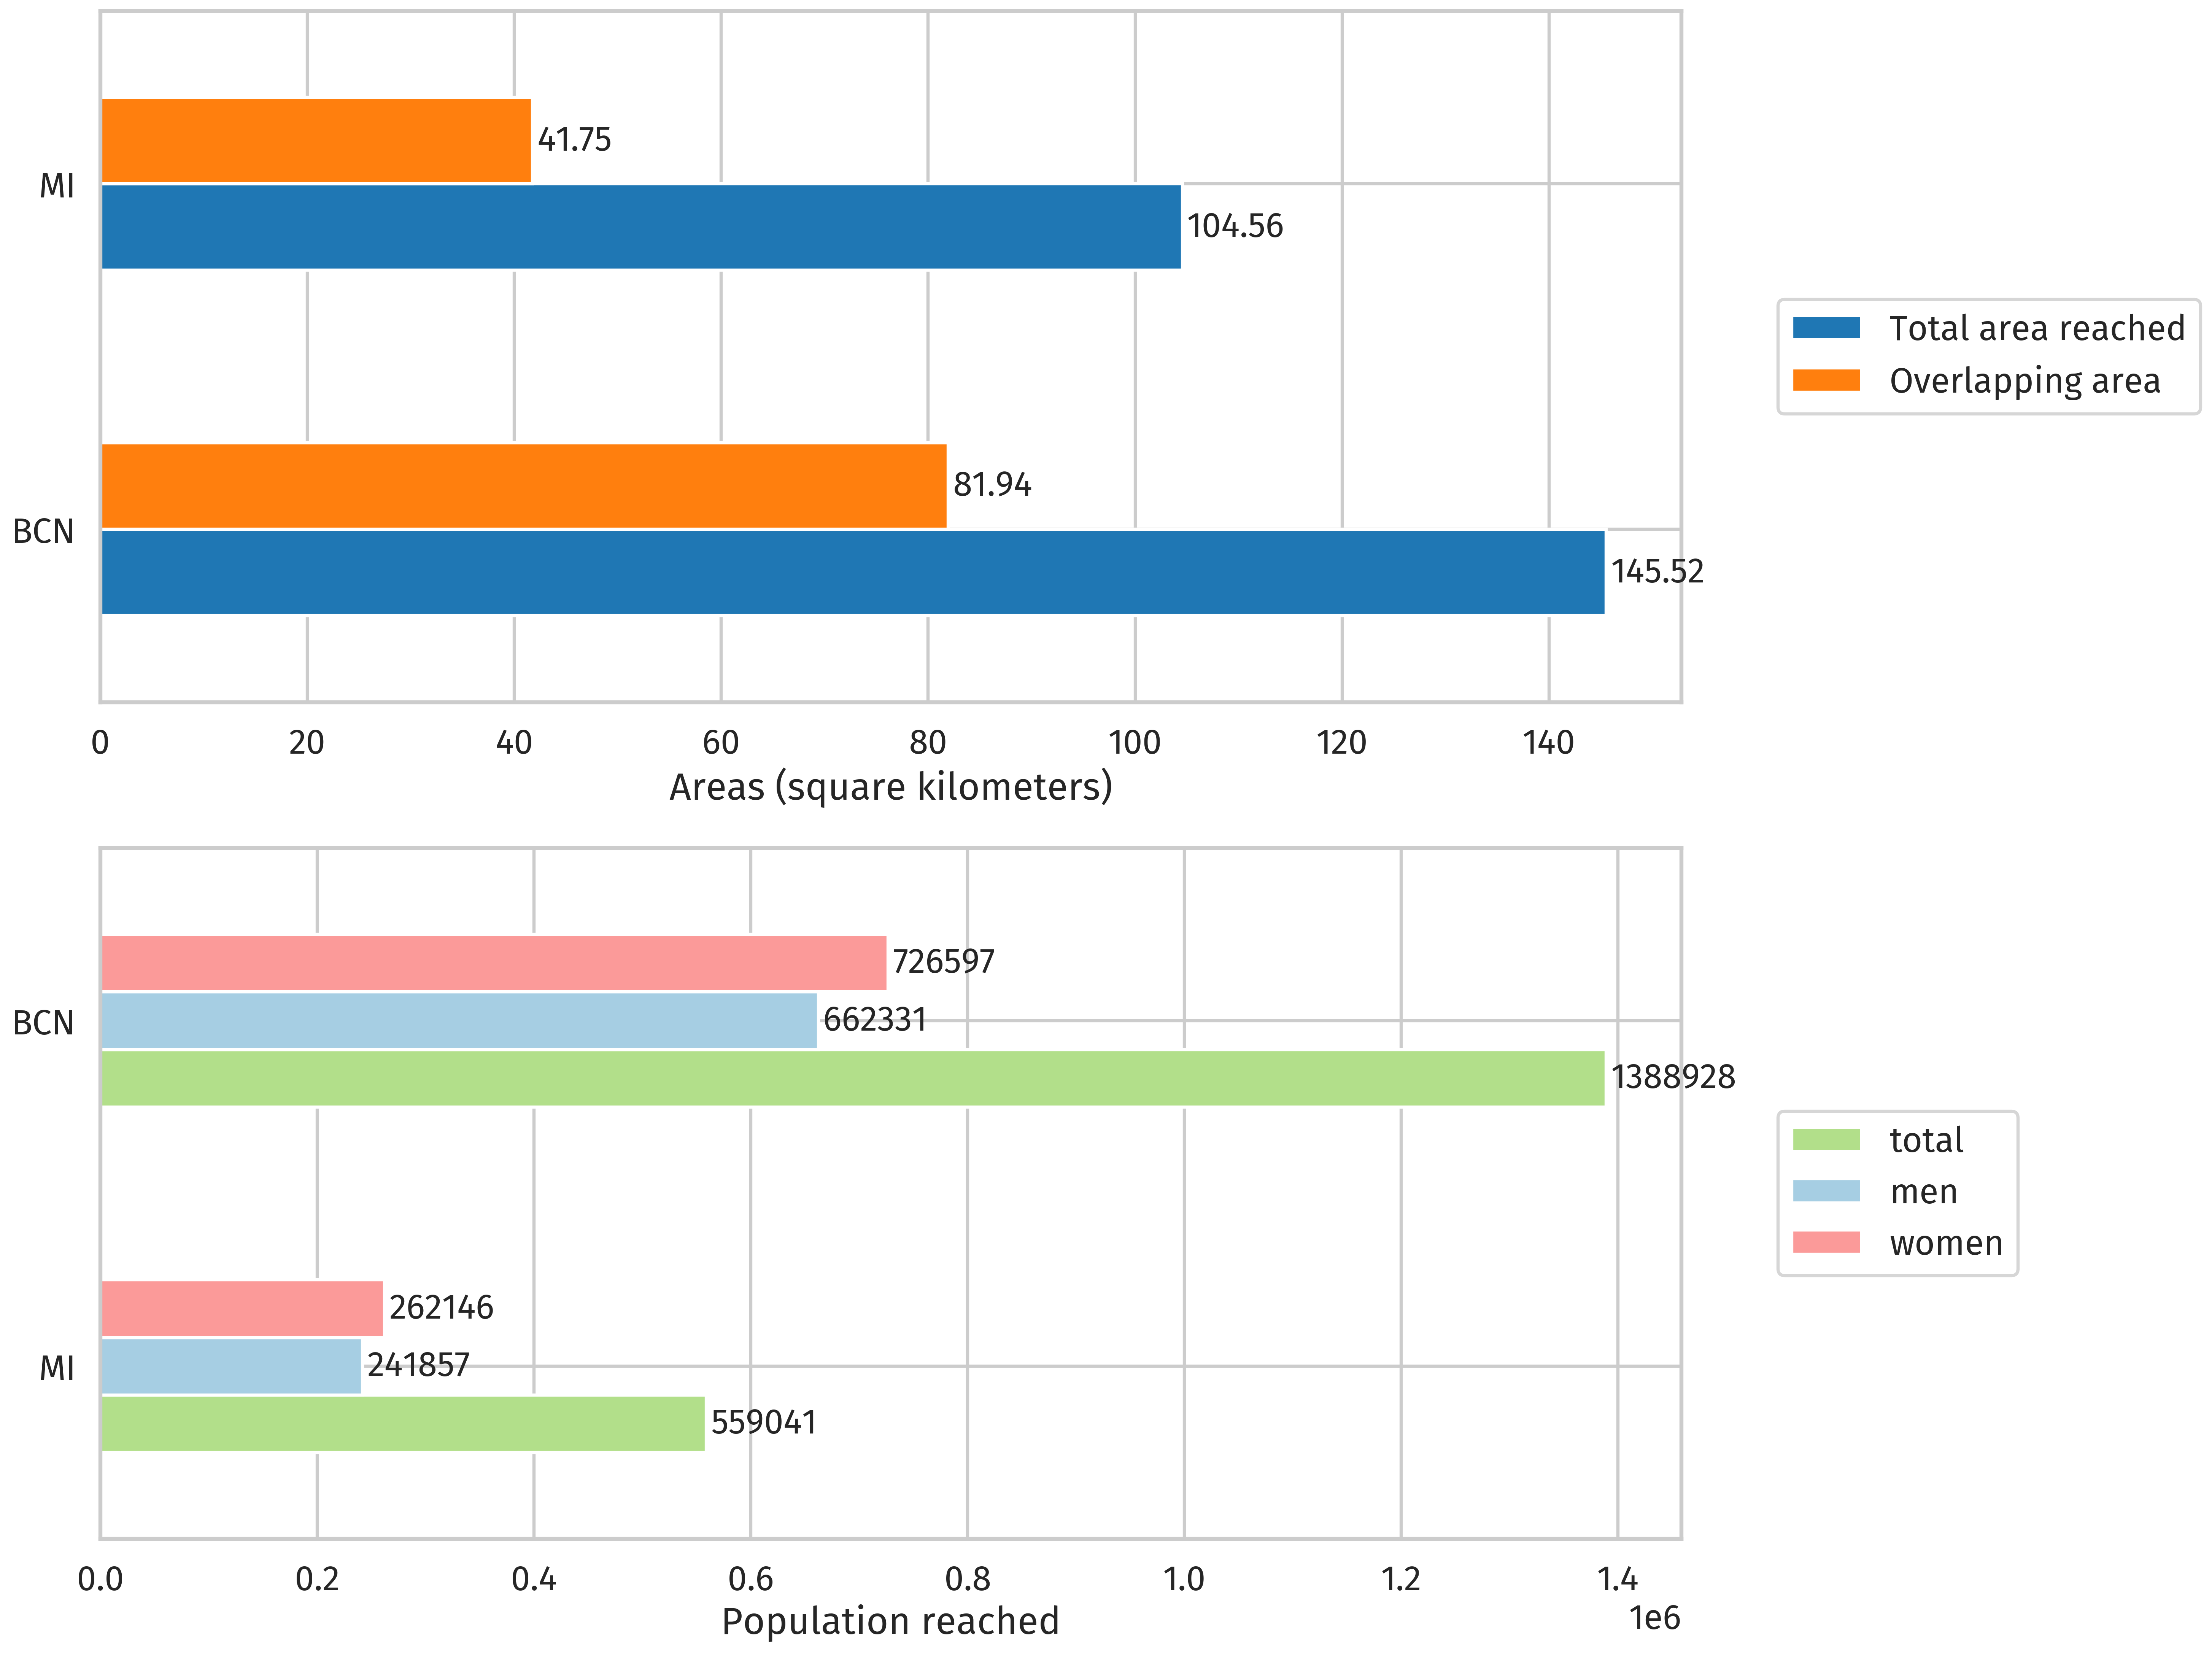 MI
41.75
104.56
BCN
81.94
145.52
0 20 40 60 80 100 120 140
Areas (square kilometers)
Total area reached
Overlapping area
BCN
726597
662331
1388928
MI
262146
241857
559041
0.0 0.2 0.4 0.6 0.8 1.0 1.2 1.4
1e6
Population reached
total
men
women